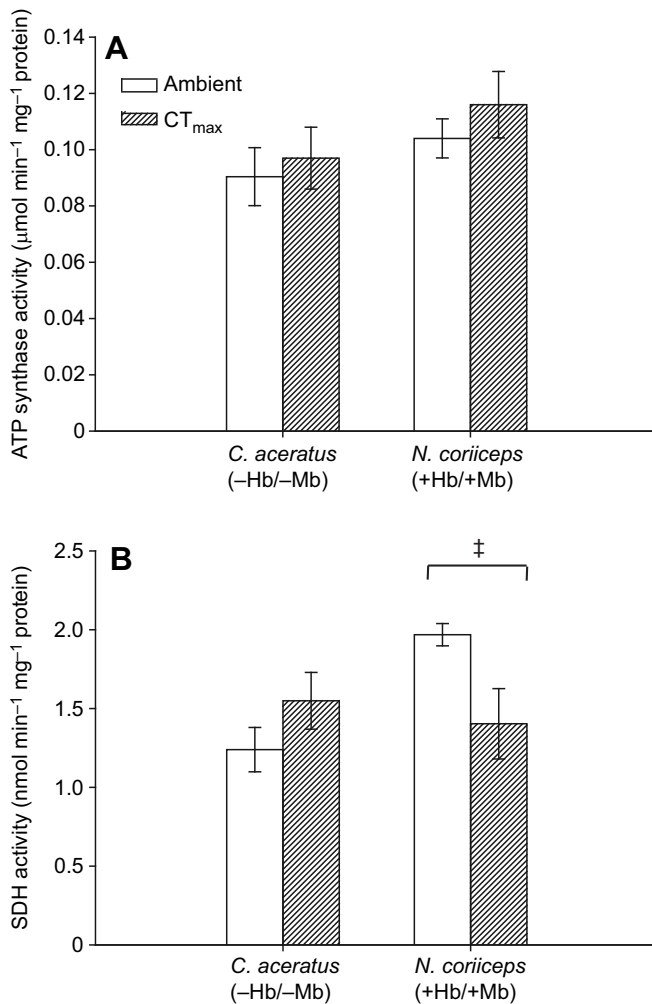 A
Ambient
CT_max
ATP synthase activity (µmol min⁻¹ mg⁻¹ protein)
0.14
0.12
0.10
0.08
0.06
0.04
0.02
0
C. aceratus
(–Hb/–Mb)
N. coriiceps
(+Hb/+Mb)
B
‡
SDH activity (nmol min⁻¹ mg⁻¹ protein)
2.5
2.0
1.5
1.0
0.5
0
C. aceratus
(–Hb/–Mb)
N. coriiceps
(+Hb/+Mb)